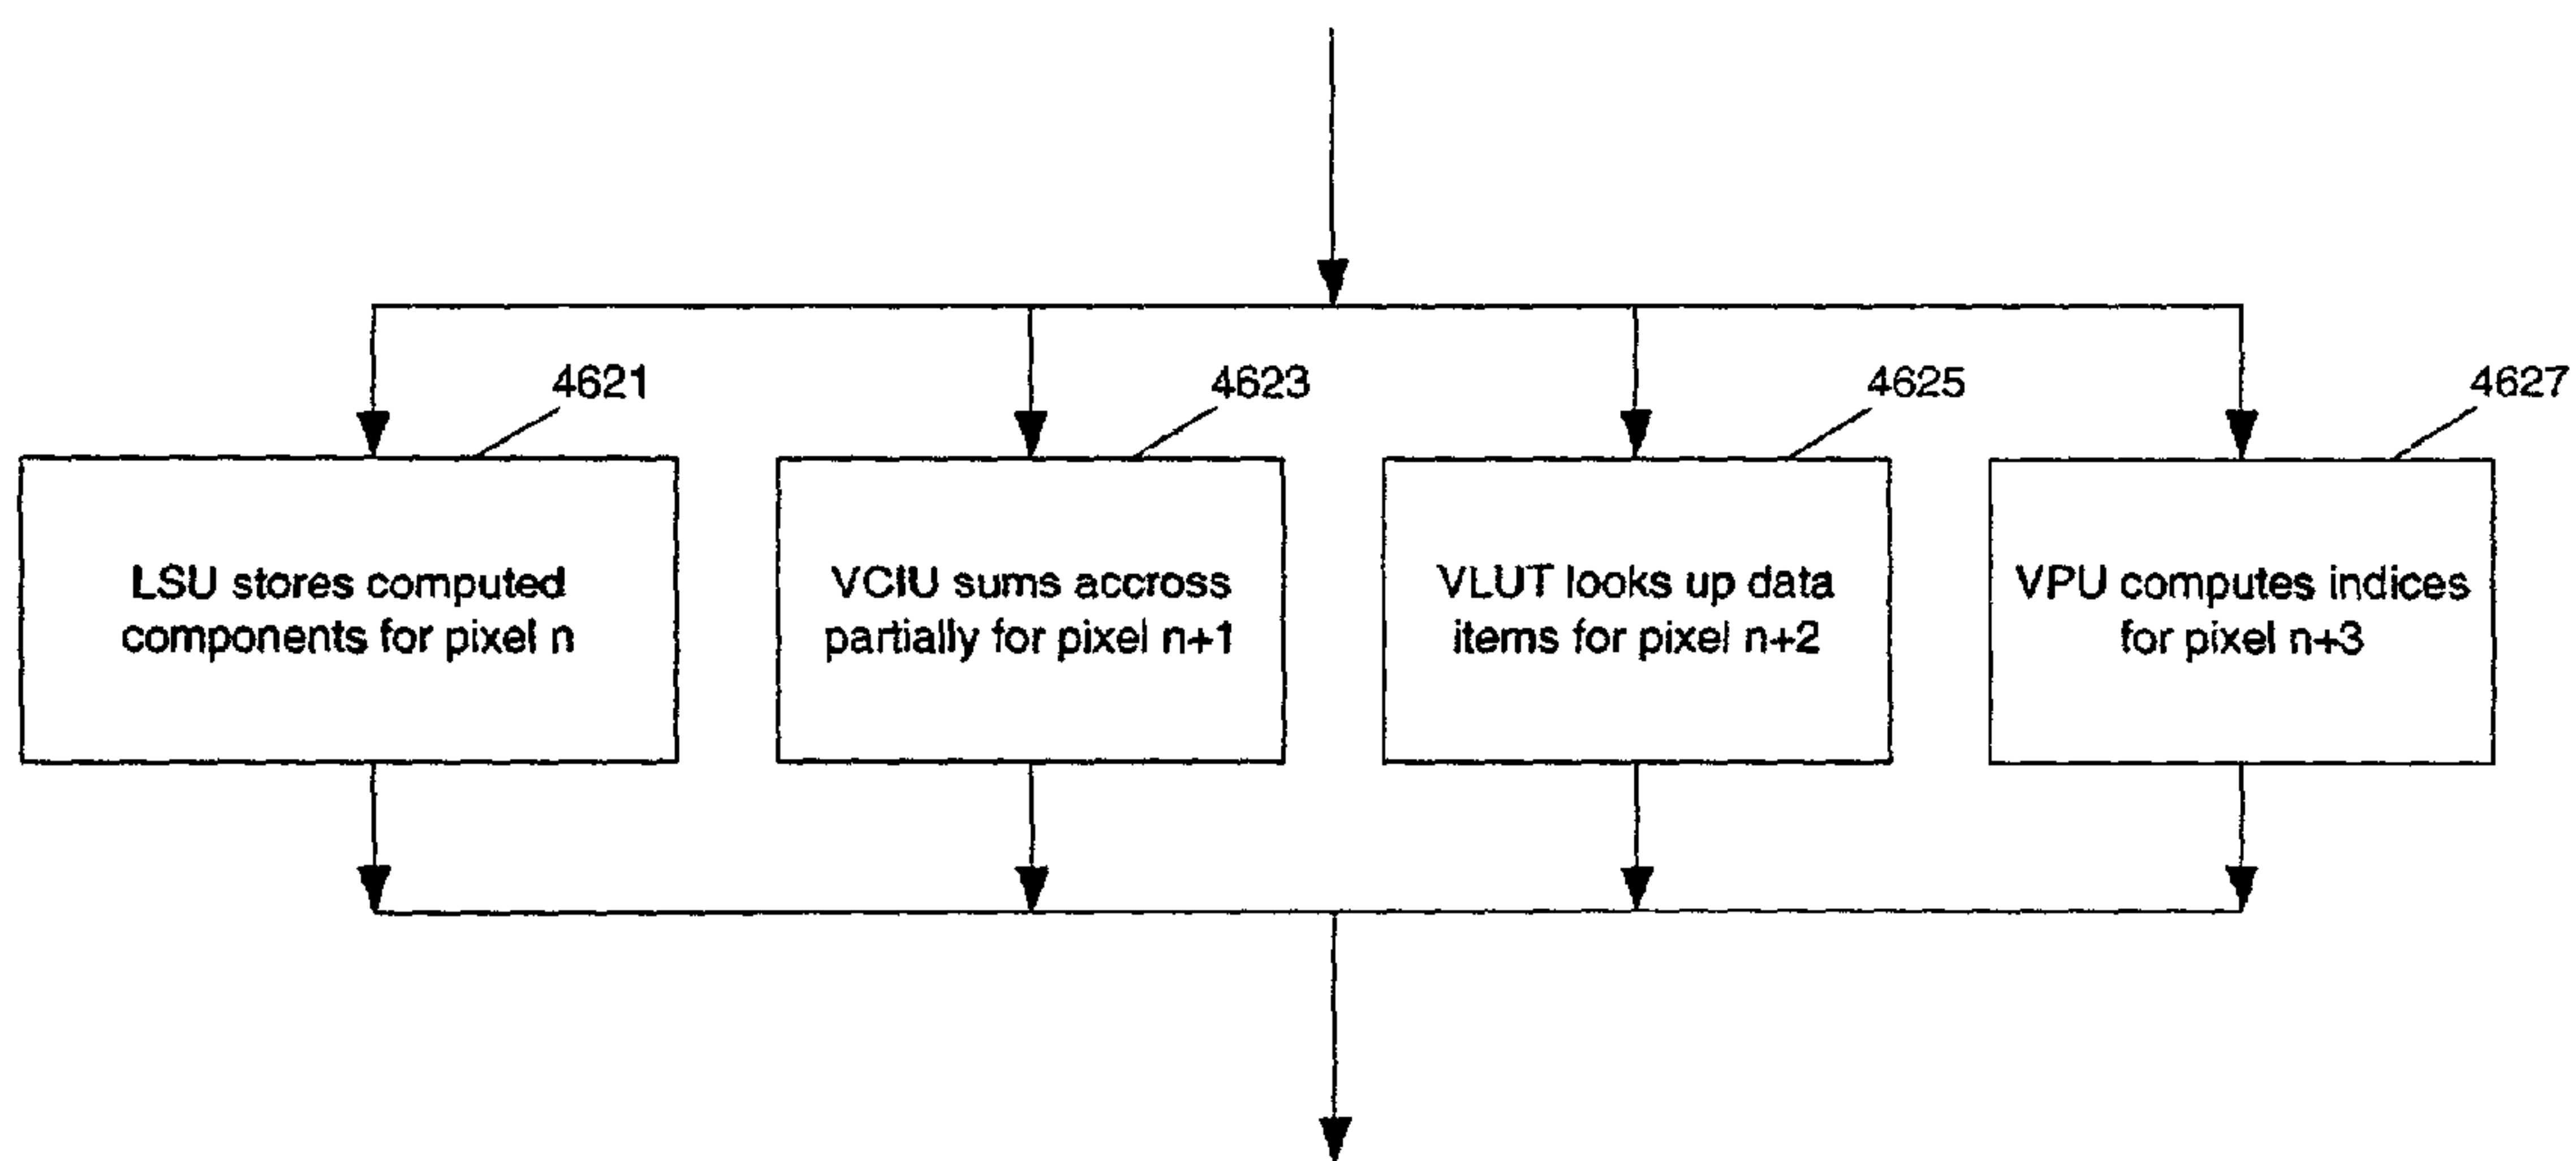 4621
4623
4625
4627
LSU stores computed
components for pixel n
VCIU sums accross
partially for pixel n+1
VLUT looks up data
items for pixel n+2
VPU computes indices
for pixel n+3